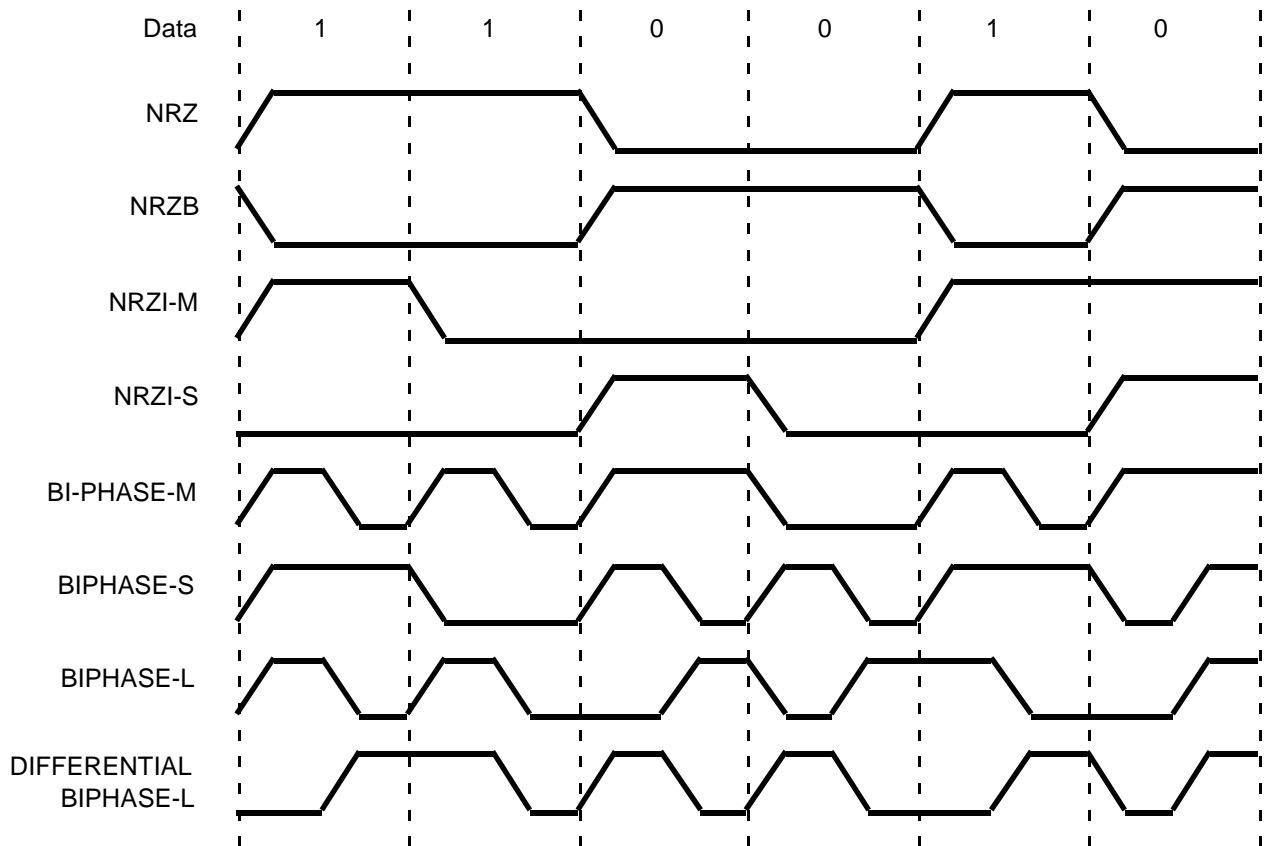 Data 1 1 0 0 1 0
NRZ
NRZB
NRZI-M
NRZI-S
BI-PHASE-M
BIPHASE-S
BIPHASE-L
DIFFERENTIAL
BIPHASE-L